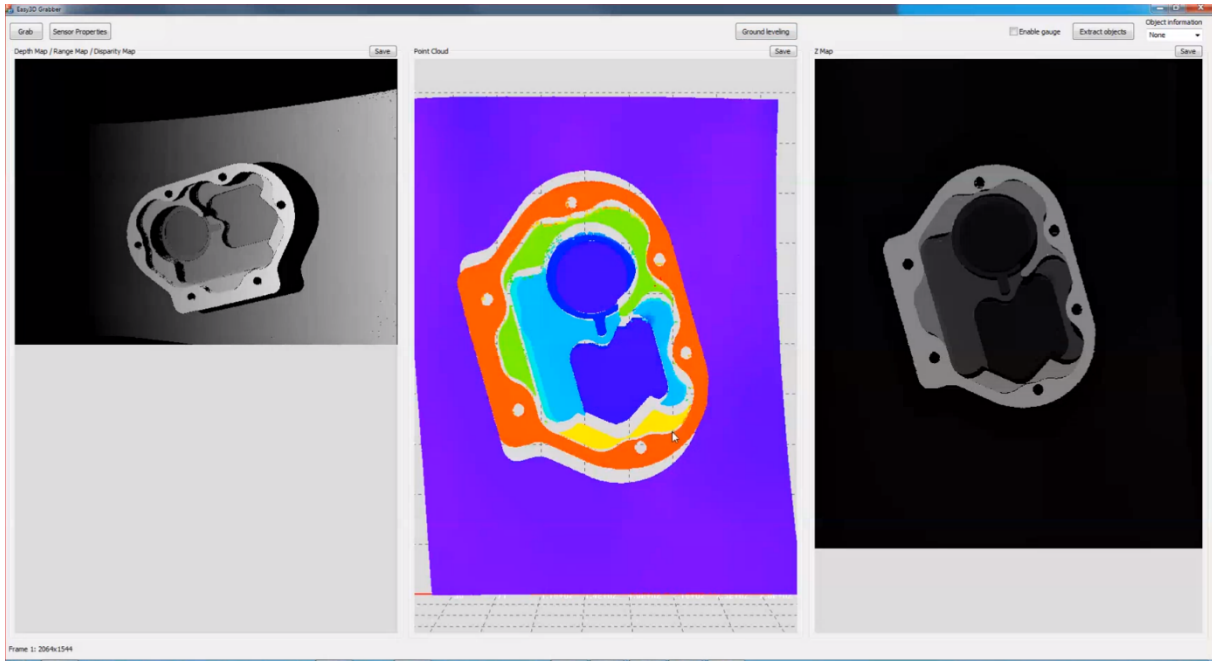 Easy3D Grabber
Grab
Sensor Properties
Ground leveling
Enable gauge
Extract objects
Object information
None
Depth Map / Range Map / Disparity Map
Save
Point Cloud
Save
Z Map
Save
Frame 1: 2064x1544